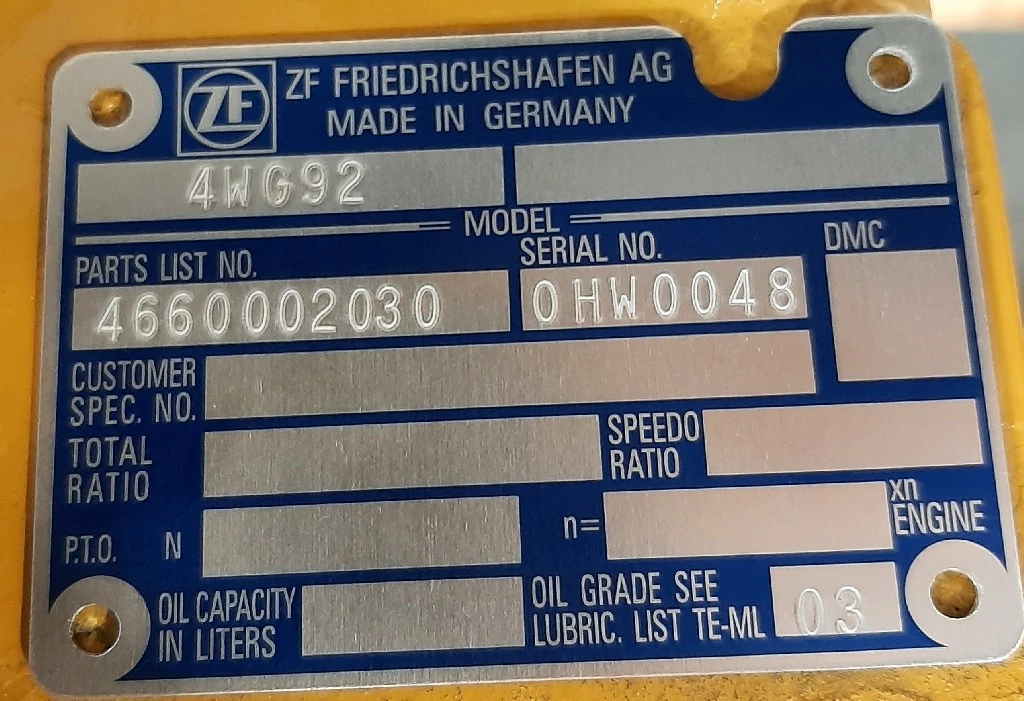 ZF ZF FRIEDRICHSHAFEN AG
MADE IN GERMANY
4WG92
MODEL
PARTS LIST NO. SERIAL NO. DMC
4660002030 0HW0048
CUSTOMER
SPEC. NO.
TOTAL
RATIO
SPEEDO
RATIO
P.T.O. N n= xn
ENGINE
OIL CAPACITY
IN LITERS
OIL GRADE SEE
LUBRIC. LIST TE-ML 03